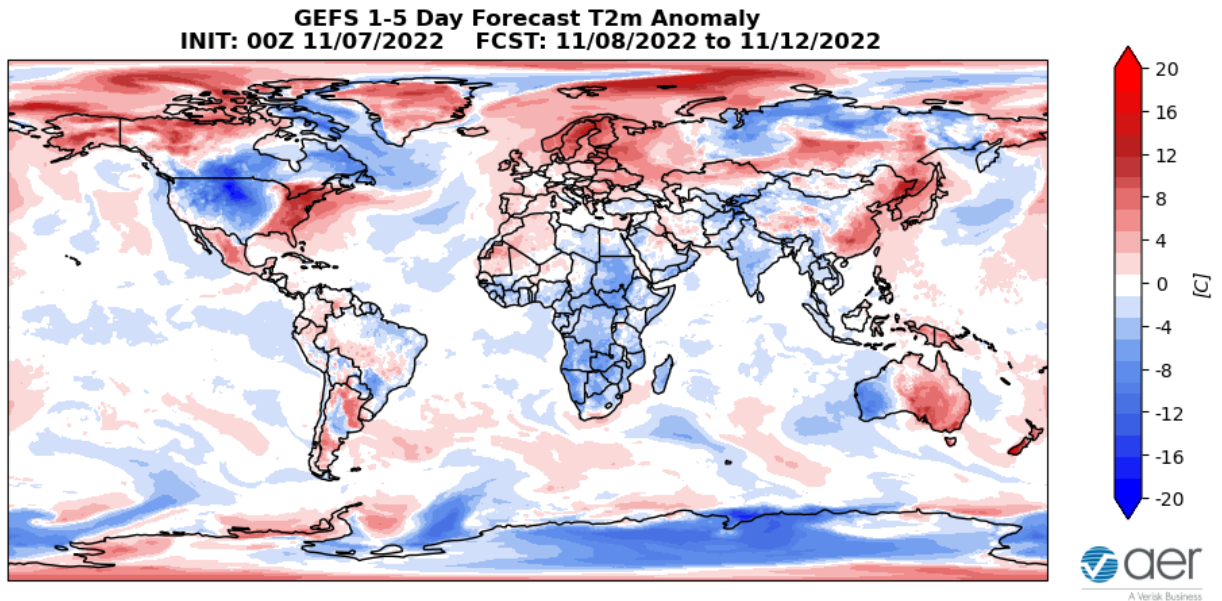 GEFS 1-5 Day Forecast T2m Anomaly
INIT: 00Z 11/07/2022 FCST: 11/08/2022 to 11/12/2022
20
16
12
8
4
0
-4
-8
-12
-16
-20
[C]
aer
A Verisk Business